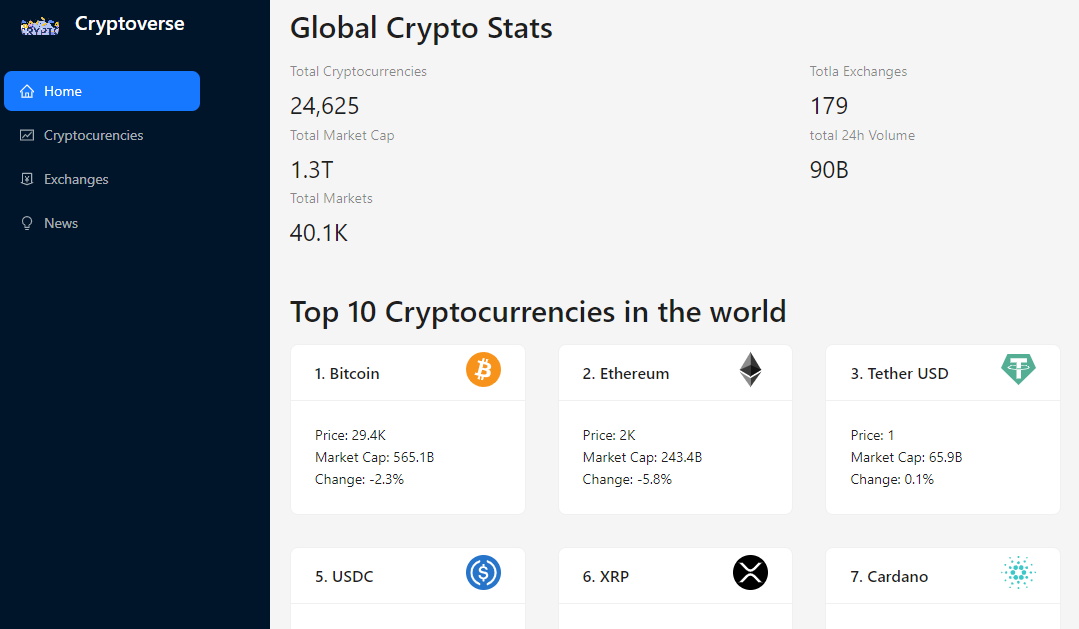 CRYPTO
Cryptoverse
Home
Cryptocurencies
Exchanges
News
Global Crypto Stats
Total Cryptocurrencies
24,625
Totla Exchanges
179
Total Market Cap
1.3T
total 24h Volume
90B
Total Markets
40.1K
Top 10 Cryptocurrencies in the world
1. Bitcoin
Price: 29.4K
Market Cap: 565.1B
Change: -2.3%
2. Ethereum
Price: 2K
Market Cap: 243.4B
Change: -5.8%
3. Tether USD
Price: 1
Market Cap: 65.9B
Change: 0.1%
5. USDC
6. XRP
7. Cardano